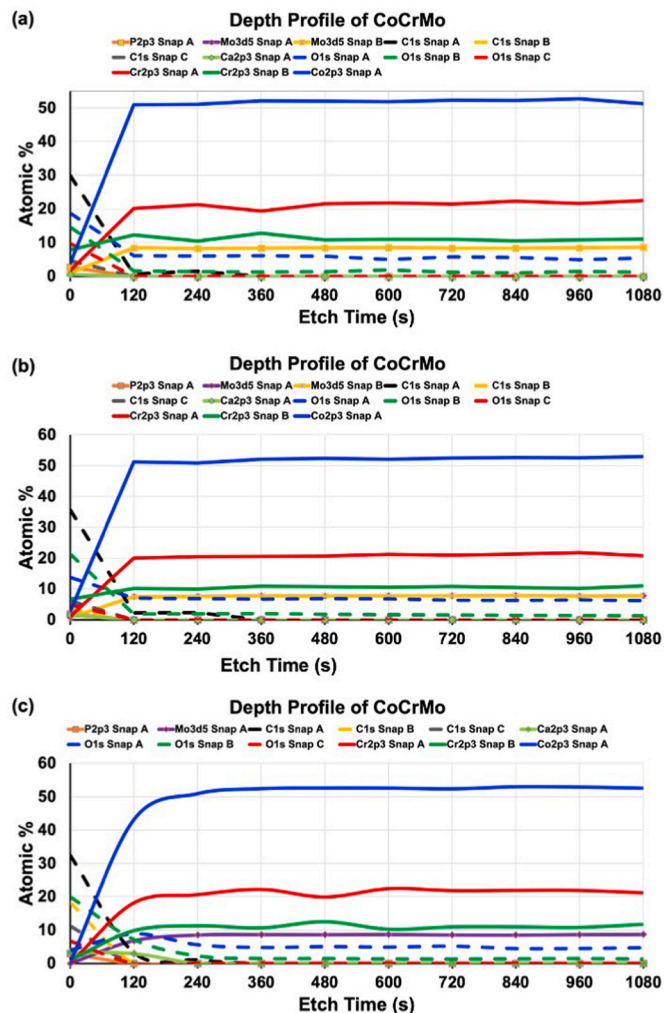 (a)
Depth Profile of CoCrMo
P2p3 Snap A Mo3d5 Snap A Mo3d5 Snap B C1s Snap A C1s Snap B
C1s Snap C Ca2p3 Snap A O1s Snap A O1s Snap B O1s Snap C
Cr2p3 Snap A Cr2p3 Snap B Co2p3 Snap A
50
40
30
20
10
0
Atomic %
0 120 240 360 480 600 720 840 960 1080
Etch Time (s)
(b)
Depth Profile of CoCrMo
P2p3 Snap A Mo3d5 Snap A Mo3d5 Snap B C1s Snap A C1s Snap B
C1s Snap C Ca2p3 Snap A O1s Snap A O1s Snap B O1s Snap C
Cr2p3 Snap A Cr2p3 Snap B Co2p3 Snap A
60
50
40
30
20
10
0
Atomic %
0 120 240 360 480 600 720 840 960 1080
Etch Time (s)
(c)
Depth Profile of CoCrMo
P2p3 Snap A Mo3d5 Snap A C1s Snap A C1s Snap B C1s Snap C Ca2p3 Snap A
O1s Snap A O1s Snap B O1s Snap C Cr2p3 Snap A Cr2p3 Snap B Co2p3 Snap A
60
50
40
30
20
10
0
Atomic %
0 120 240 360 480 600 720 840 960 1080
Etch Time (s)